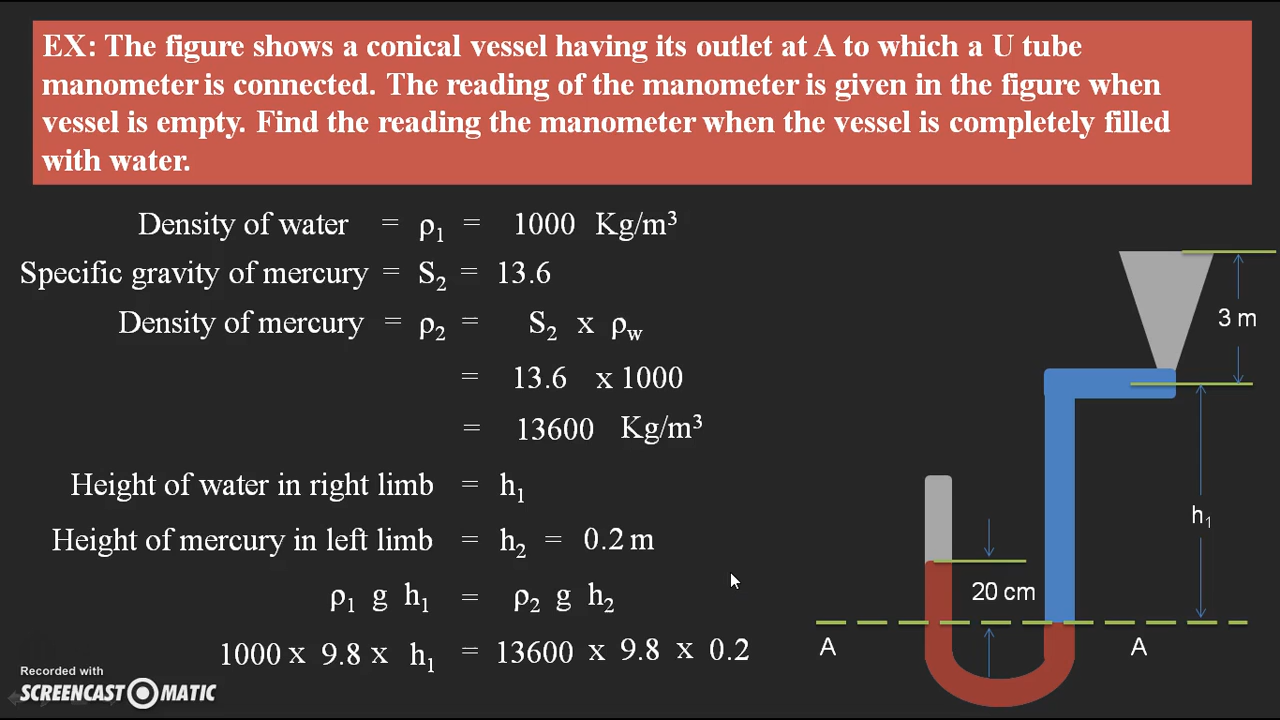 EX: The figure shows a conical vessel having its outlet at A to which a U tube
manometer is connected. The reading of the manometer is given in the figure when
vessel is empty. Find the reading the manometer when the vessel is completely filled
with water.
Density of water = ρ₁ = 1000 Kg/m³
Specific gravity of mercury = S₂ = 13.6
Density of mercury = ρ₂ = S₂ x ρw
= 13.6 x 1000
= 13600 Kg/m³
Height of water in right limb = h₁
Height of mercury in left limb = h₂ = 0.2 m
ρ₁ g h₁ = ρ₂ g h₂
1000 x 9.8 x h₁ = 13600 x 9.8 x 0.2
3 m
h₁
20 cm
A A
Recorded with
SCREENCAST MATIC